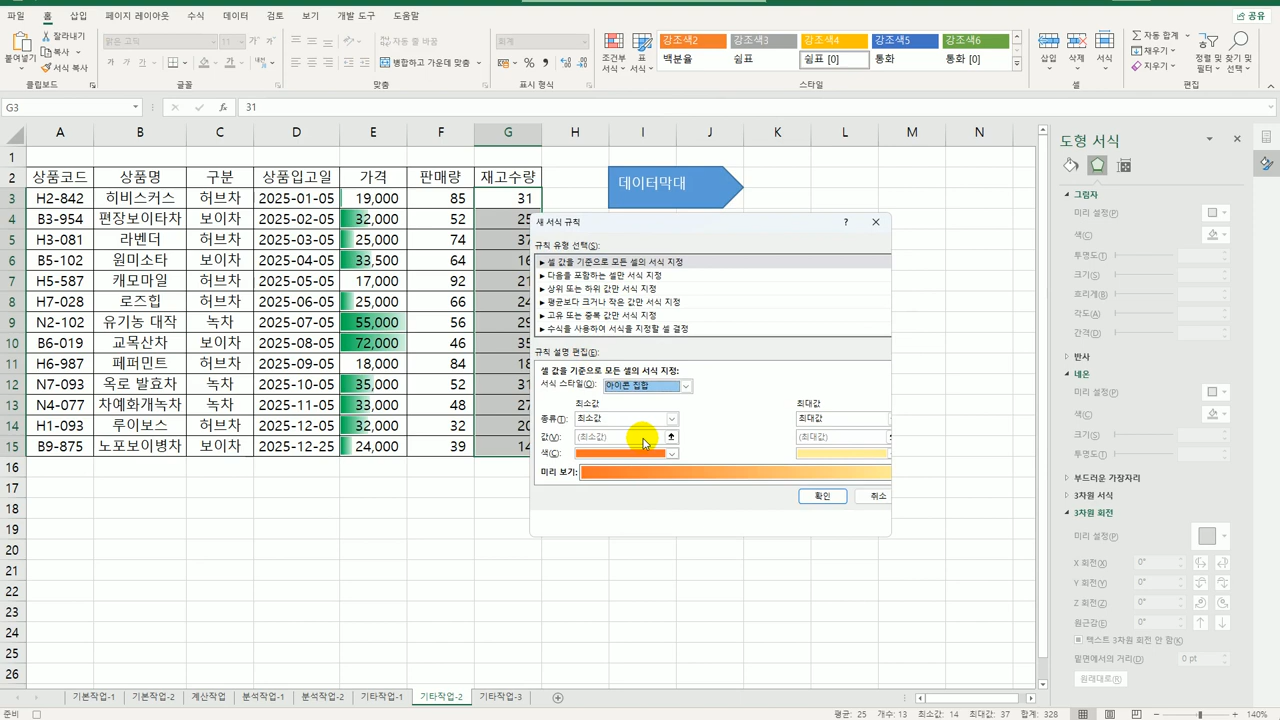 파일 홈 삽입 페이지 레이아웃 수식 데이터 검토 보기 개발 도구 도움말 공유
잘라내기
복사
서식 복사
붙여넣기
맑은 고딕 11
자동 줄 바꿈
병합하고 가운데 맞춤
회계
조건부 서식
표 서식
강조색2 강조색3 강조색4 강조색5 강조색6
백분율 쉼표 쉼표 [0] 통화 통화 [0]
삽입 삭제 서식
자동 합계
채우기
지우기
정렬 및 필터
찾기 및 선택
클립보드 글꼴 맞춤 표시 형식 스타일 셀 편집
G3 fx 31
A B C D E F G H I J K L M N
1
2 상품코드 상품명 구분 상품입고일 가격 판매량 재고수량
3 H2-842 히비스커스 허브차 2025-01-05 19,000 85 31
4 B3-954 편장보이타차 보이차 2025-02-05 32,000 52 25
5 H3-081 라벤더 허브차 2025-03-05 25,000 74 37
6 B5-102 원미소타 보이차 2025-04-05 33,500 64 16
7 H5-587 캐모마일 허브차 2025-05-05 17,000 92 21
8 H7-028 로즈힙 허브차 2025-06-05 25,000 66 24
9 N2-102 유기농 대작 녹차 2025-07-05 55,000 56 29
10 B6-019 교목산차 보이차 2025-08-05 72,000 46 35
11 H6-987 페퍼민트 허브차 2025-09-05 18,000 84 18
12 N7-093 옥로 발효차 녹차 2025-10-05 35,000 52 31
13 N4-077 차예화개녹차 녹차 2025-11-05 33,000 48 27
14 H1-093 루이보스 허브차 2025-12-05 32,000 32 20
15 B9-875 노포보이병차 보이차 2025-12-25 24,000 39 14
16
17
18
19
20
21
22
23
24
25
26
데이터막대
새 서식 규칙 ? ×
규칙 유형 선택(S):
► 셀 값을 기준으로 모든 셀의 서식 지정
► 다음을 포함하는 셀만 서식 지정
► 상위 또는 하위 값만 서식 지정
► 평균보다 크거나 작은 값만 서식 지정
► 고유 또는 중복 값만 서식 지정
► 수식을 사용하여 서식을 지정할 셀 결정
규칙 설명 편집(E):
셀 값을 기준으로 모든 셀의 서식 지정:
서식 스타일(O): 아이콘 집합
최소값 최대값
종류(T): 최소값 최대값
값(V): (최소값) (최대값)
색(C):
미리 보기:
확인 취소
도형 서식
그림자
미리 설정(P)
색(C)
투명도(T)
크기(S)
흐리게(B)
각도(A)
간격(D)
반사
네온
미리 설정(P)
색(C)
크기(S)
투명도(T)
부드러운 가장자리
3차원 서식
3차원 회전
미리 설정(P)
X 회전(X) 0°
Y 회전(Y) 0°
Z 회전(Z) 0°
원근감(E) 0°
텍스트 3차원 회전 안 함(K)
밑면에서의 거리(D) 0 pt
원래대로(R)
기본작업-1 기본작업-2 계산작업 분석작업-1 분석작업-2 기타작업-1 기타작업-2 기타작업-3
준비 평균: 25 개수: 13 최소값: 14 최대값: 37 합계: 328 140%